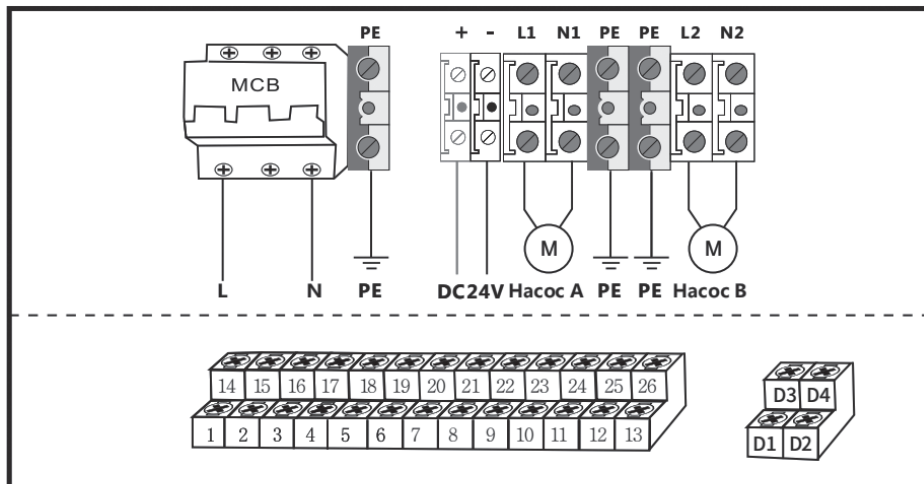 PE + - L1 N1 PE PE L2 N2
MCB
M M
L N PE DC24V Насос А PE PE Насос В
14 15 16 17 18 19 20 21 22 23 24 25 26
1 2 3 4 5 6 7 8 9 10 11 12 13
D3 D4
D1 D2